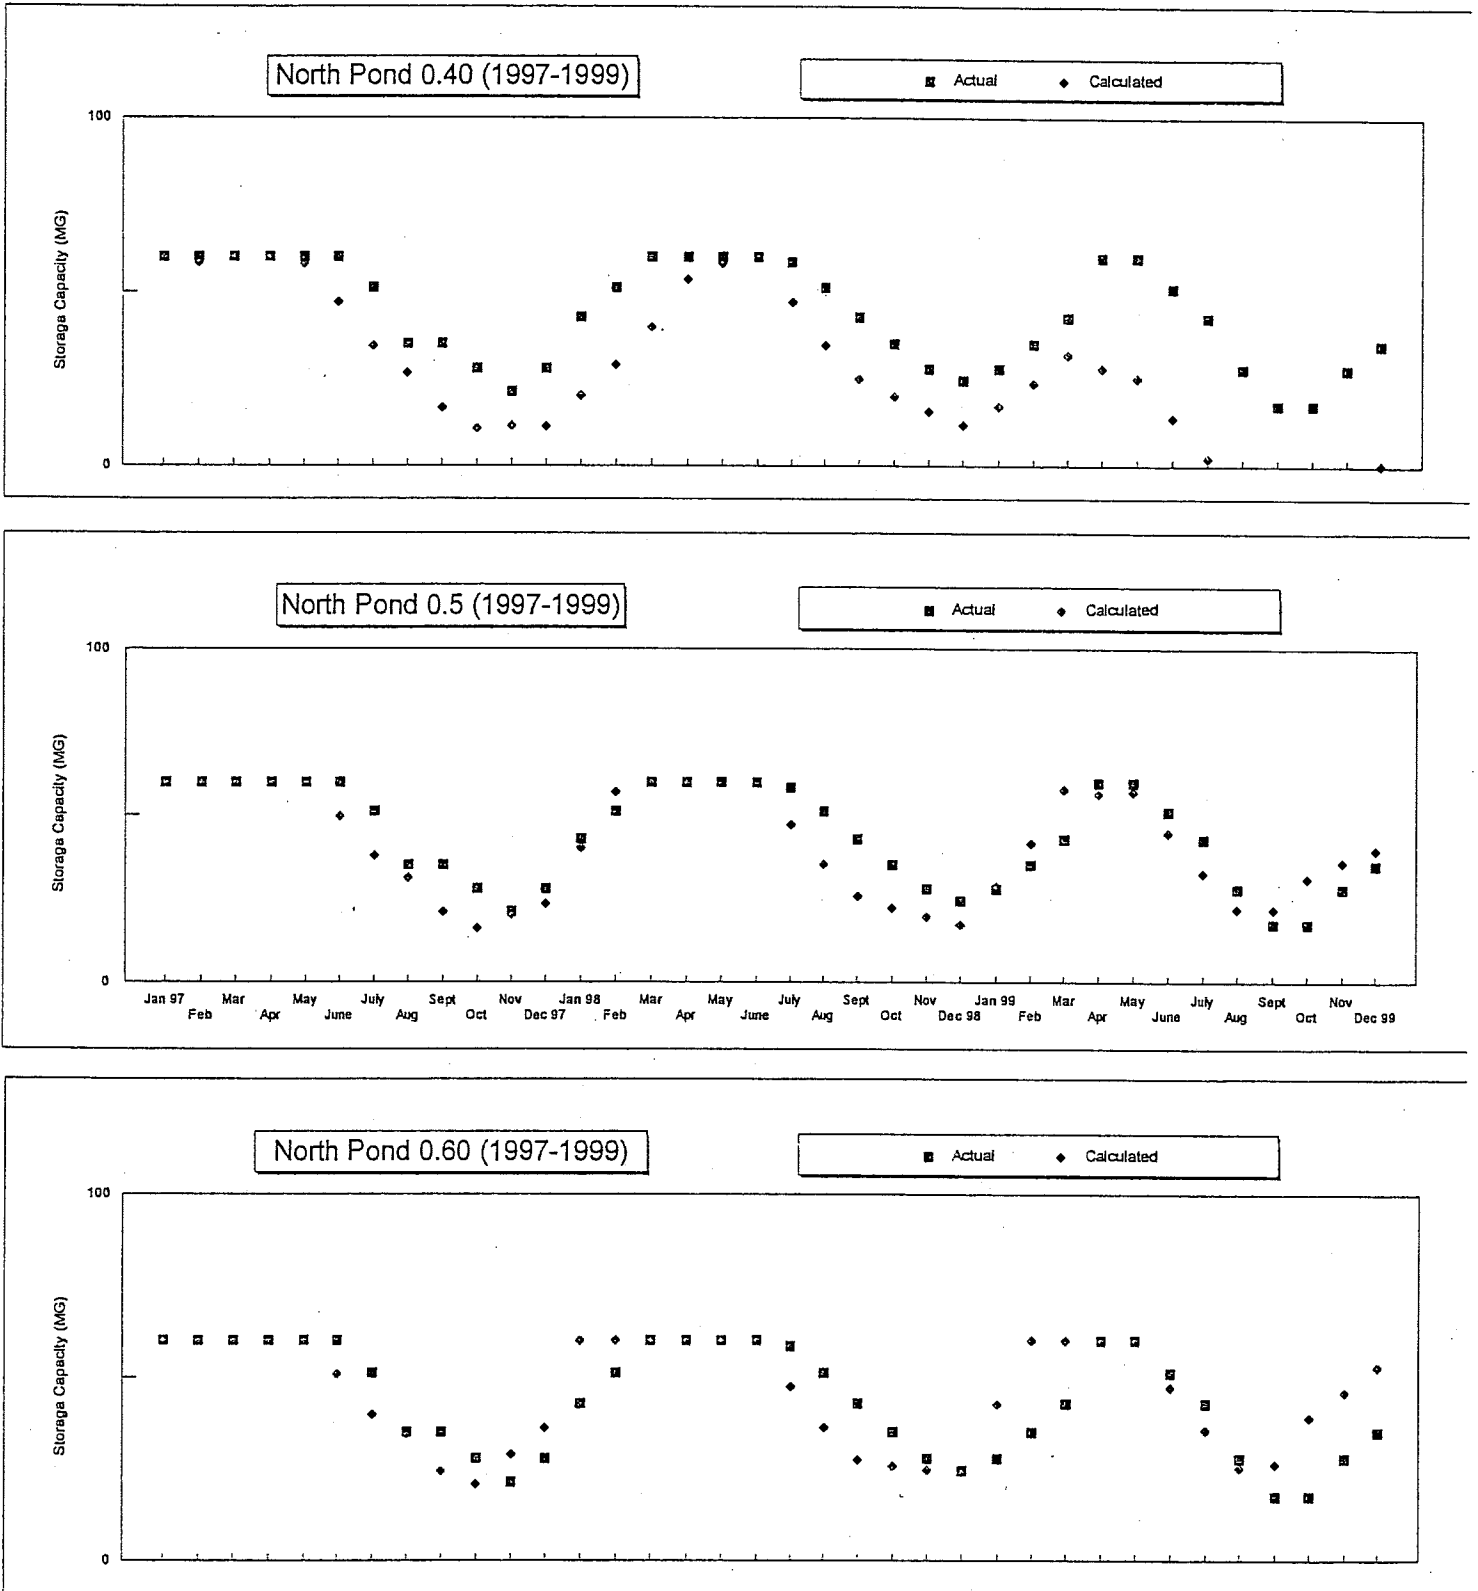 North Pond 0.40 (1997-1999)
Actual Calculated
100
Storaga Capacity (MG)
0
North Pond 0.5 (1997-1999)
Actual Calculated
100
Storaga Capacity (MG)
0
Jan 97 Mar May July Sept Nov Jan 98 Mar May July Sept Nov Jan 99 Mar May July Sept Nov
Feb Apr June Aug Oct Dec 97 Feb Apr June Aug Oct Dec 98 Feb Apr June Aug Oct Dec 99
North Pond 0.60 (1997-1999)
Actual Calculated
100
Storaga Capacity (MG)
0